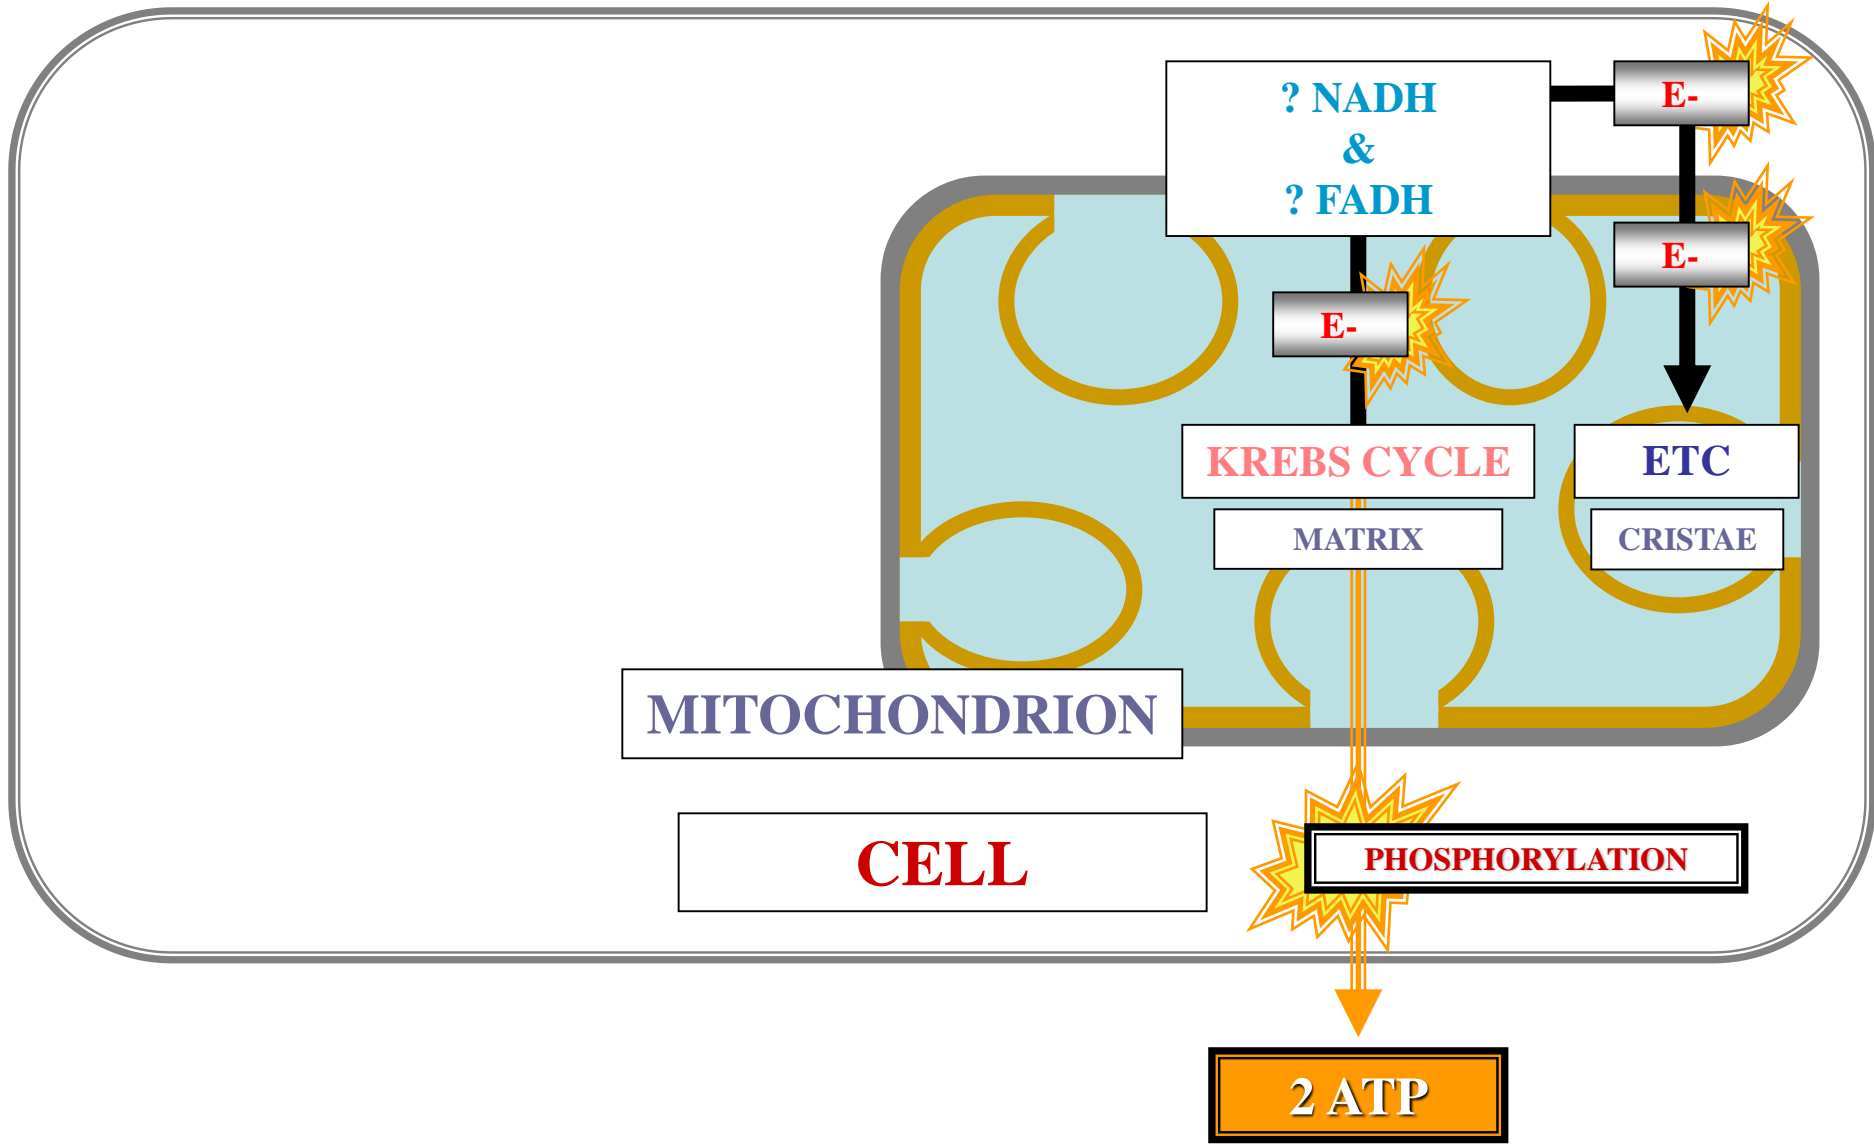 ? NADH
&
? FADH
E-
E-
E-
KREBS CYCLE
ETC
MATRIX
CRISTAE
MITOCHONDRION
CELL
PHOSPHORYLATION
2 ATP